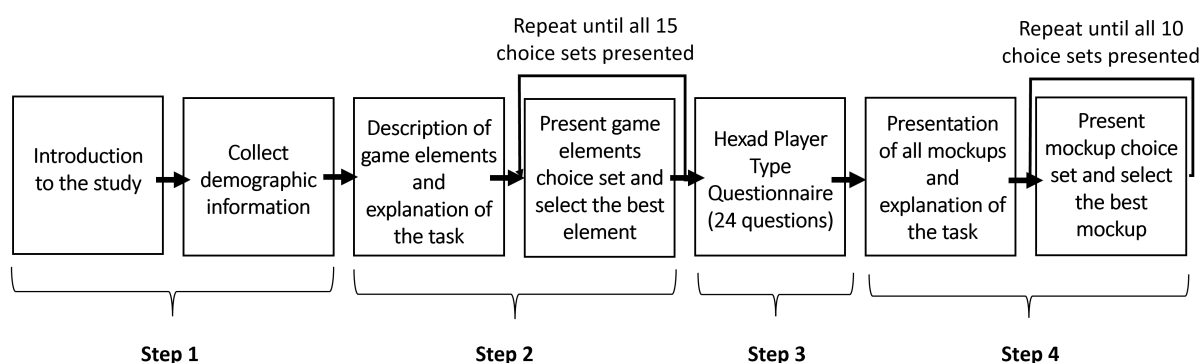 Repeat until all 15
choice sets presented
Repeat until all 10
choice sets presented
Introduction
to the study
Collect
demographic
information
Description of
game elements
and
explanation of
the task
Present game
elements
choice set and
select the best
element
Hexad Player
Type
Questionnaire
(24 questions)
Presentation
of all mockups
and
explanation of
the task
Present
mockup choice
set and select
the best
mockup
Step 1
Step 2
Step 3
Step 4